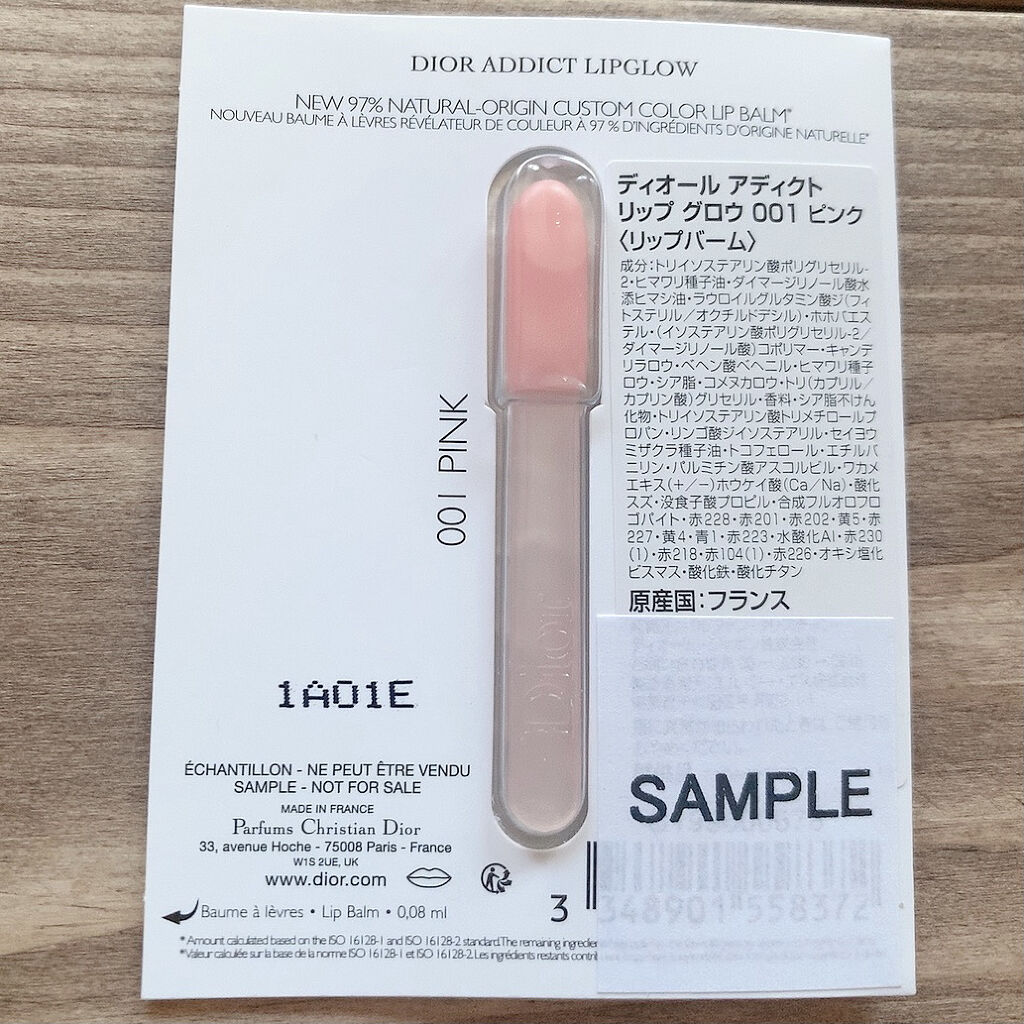 DIOR ADDICT LIPGLOW
NEW 97% NATURAL-ORIGIN CUSTOM COLOR LIP BALM*
NOUVEAU BAUME À LÈVRES RÉVÉLATEUR DE COULEUR À 97 % D'INGRÉDIENTS D'ORIGINE NATURELLE*
ディオール アディクト
リップ グロウ 001 ピンク
〈リップバーム〉
成分:トリイソステアリン酸ポリグリセリル-
2・ヒマワリ種子油・ダイマージリノール酸水
添ヒマシ油・ラウロイルグルタミン酸ジ(フィ
トステリル/オクチルドデシル)・ホホバエス
テル・(イソステアリン酸ポリグリセリル-2/
ダイマージリノール酸)コポリマー・キャンデ
リラロウ・ベヘン酸ベヘニル・ヒマワリ種子
ロウ・シア脂・コメヌカロウ・トリ(カプリル/
カプリン酸)グリセリル・香料・シア脂不けん
化物・トリイソステアリン酸トリメチロールプ
ロパン・リンゴ酸ジイソステアリル・セイヨウ
ミザクラ種子油・トコフェロール・エチルバ
ニリン・パルミチン酸アスコルビル・ワカメ
エキス(+/-)ホウケイ酸(Ca/Na)・酸化
スズ・没食子酸プロピル・合成フルオロフロ
ゴパイト・赤228・赤201・赤202・黄5・赤
227・黄4・青1・赤223・水酸化Al・赤230
(1)・赤218・赤104(1)・赤226・オキシ塩化
ビスマス・酸化鉄・酸化チタン
原産国:フランス
001 PINK
Dior
1A01E
ÉCHANTILLON - NE PEUT ÊTRE VENDU
SAMPLE - NOT FOR SALE
MADE IN FRANCE
Parfums Christian Dior
33, avenue Hoche - 75008 Paris - France
W1S 2UE, UK
www.dior.com
Baume à lèvres • Lip Balm • 0,08 ml
SAMPLE
3 348901 558372
*Amount calculated based on the ISO 16128-1 and ISO 16128-2 standard. The remaining
*Valeur calculée sur la base de la norme ISO 16128-1 et ISO 16128-2. Les ingrédients restants